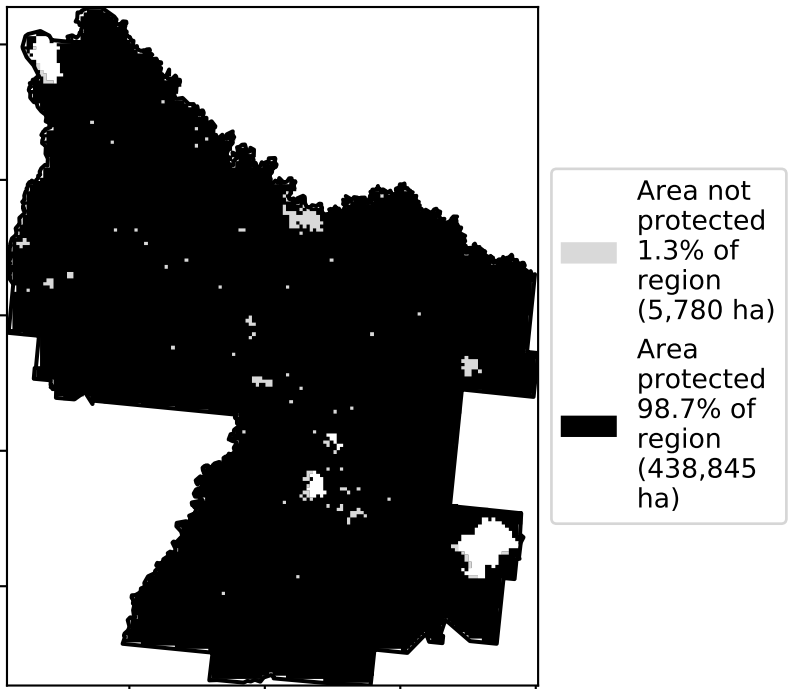 Area not
protected
1.3% of
region
(5,780 ha)
Area
protected
98.7% of
region
(438,845
ha)